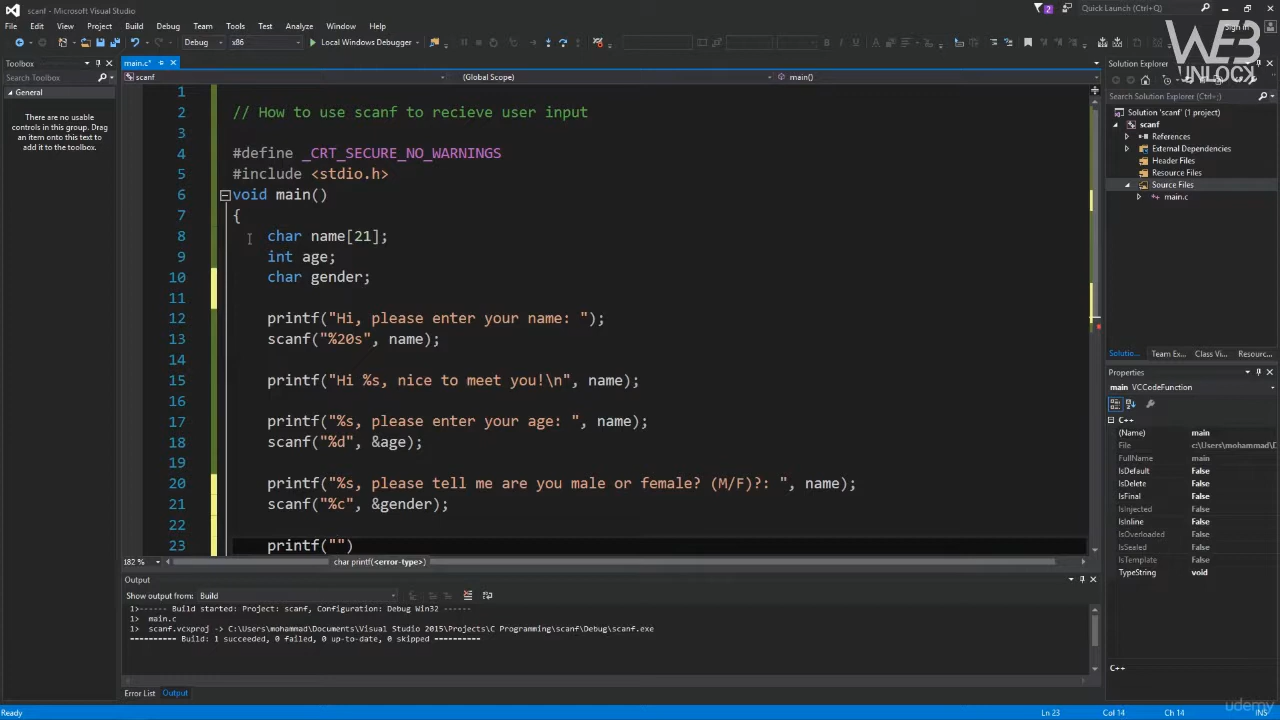 scanf - Microsoft Visual Studio
2
Quick Launch (Ctrl+Q)
File Edit View Project Build Debug Team Tools Test Analyze Window Help
Sign in
WEB
UNLOCK
Debug x86 Local Windows Debugger
Toolbox
Search Toolbox
General
There are no usable
controls in this group. Drag
an item onto this text to
add it to the toolbox.
main.c*
scanf (Global Scope) main()
1
2 // How to use scanf to recieve user input
3
4 #define _CRT_SECURE_NO_WARNINGS
5 #include <stdio.h>
6 void main()
7 {
8 char name[21];
9 int age;
10 char gender;
11
12 printf("Hi, please enter your name: ");
13 scanf("%20s", name);
14
15 printf("Hi %s, nice to meet you!\n", name);
16
17 printf("%s, please enter your age: ", name);
18 scanf("%d", &age);
19
20 printf("%s, please tell me are you male or female? (M/F)?: ", name);
21 scanf("%c", &gender);
22
23 printf("")
182 %
char printf(<error-type>)
Output
Show output from: Build
1>------ Build started: Project: scanf, Configuration: Debug Win32 ------
1> main.c
1> scanf.vcxproj -> C:\Users\mohammad\Documents\Visual Studio 2015\Projects\C Programming\scanf\Debug\scanf.exe
========== Build: 1 succeeded, 0 failed, 0 up-to-date, 0 skipped ==========
Error List Output
Solution Explorer
Search Solution Explorer (Ctrl+;)
Solution 'scanf' (1 project)
scanf
References
External Dependencies
Header Files
Resource Files
Source Files
main.c
Solutio... Team Ex... Class Vi... Resourc...
Properties
main VCCodeFunction
C++
(Name) main
File c:\Users\mohammad\D
FullName main
IsDefault False
IsDelete False
IsFinal False
IsInjected False
IsInline False
IsOverloaded False
IsSealed False
IsTemplate False
TypeString void
C++
Ready Ln 23 Col 14 Ch 14 INS
udemy